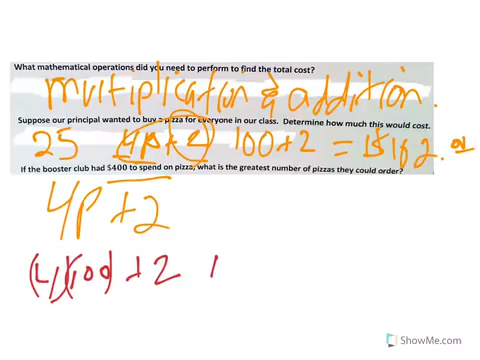 What mathematical operations did you need to perform to find the total cost?
multiplication & addition.
Suppose our principal wanted to buy a pizza for everyone in our class. Determine how much this would cost.
25 4p+2 100+2 =
If the booster club had $400 to spend on pizza, what is the greatest number of pizzas they could order?
4p+2
(4)(100) + 2
ShowMe.com